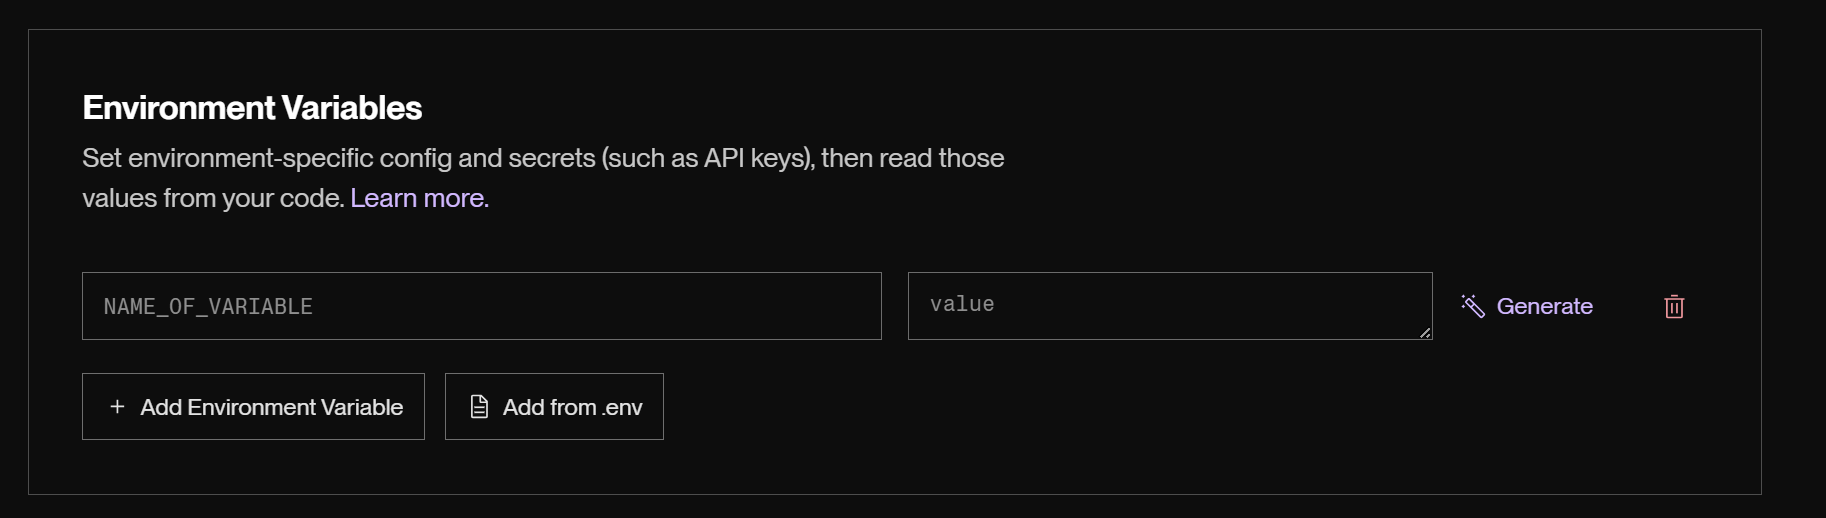 Environment Variables
Set environment-specific config and secrets (such as API keys), then read those
values from your code. Learn more.
NAME_OF_VARIABLE
value
Generate
Add Environment Variable
Add from .env